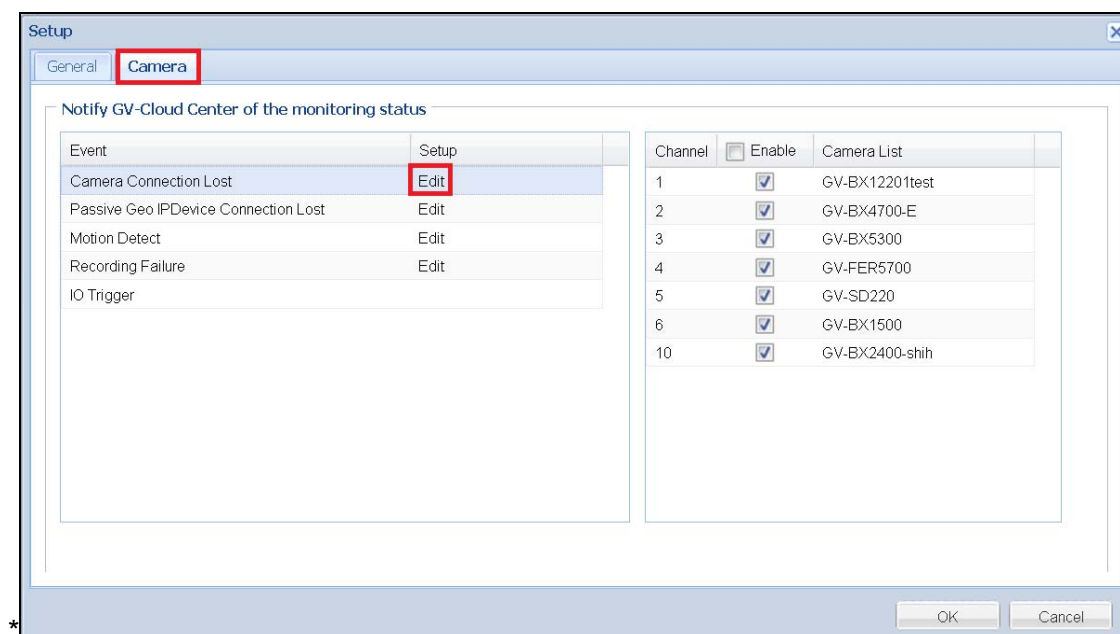 Setup
General Camera
Notify GV-Cloud Center of the monitoring status
Event Setup
Camera Connection Lost Edit
Passive Geo IPDevice Connection Lost Edit
Motion Detect Edit
Recording Failure Edit
IO Trigger
Channel Enable Camera List
1 GV-BX12201test
2 GV-BX4700-E
3 GV-BX5300
4 GV-FER5700
5 GV-SD220
6 GV-BX1500
10 GV-BX2400-shih
OK Cancel
*